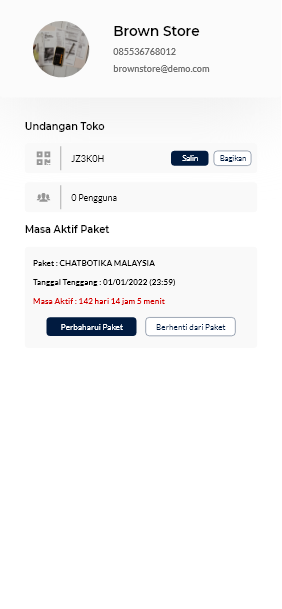 Brown Store
085536768012
brownstore@demo.com
Undangan Toko
JZ3K0H
Salin
Bagikan
0 Pengguna
Masa Aktif Paket
Paket : CHATBOTIKA MALAYSIA
Tanggal Tenggang : 01/01/2022 (23:59)
Masa Aktif : 142 hari 14 jam 5 menit
Perbaharui Paket
Berhenti dari Paket